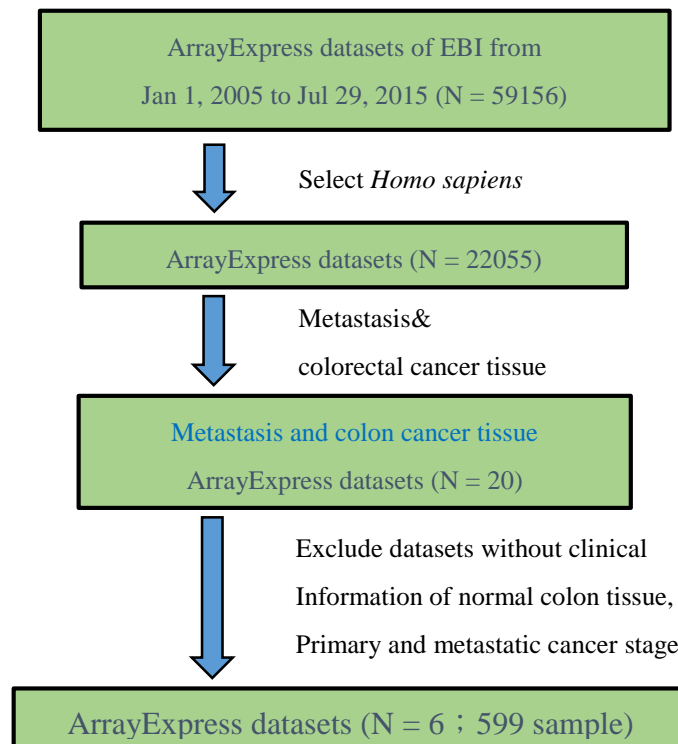 ArrayExpress datasets of EBI from
Jan 1, 2005 to Jul 29, 2015 (N = 59156)
Select Homo sapiens
ArrayExpress datasets (N = 22055)
Metastasis&
colorectal cancer tissue
Metastasis and colon cancer tissue
ArrayExpress datasets (N = 20)
Exclude datasets without clinical
Information of normal colon tissue,
Primary and metastatic cancer stage
ArrayExpress datasets (N = 6；599 sample)